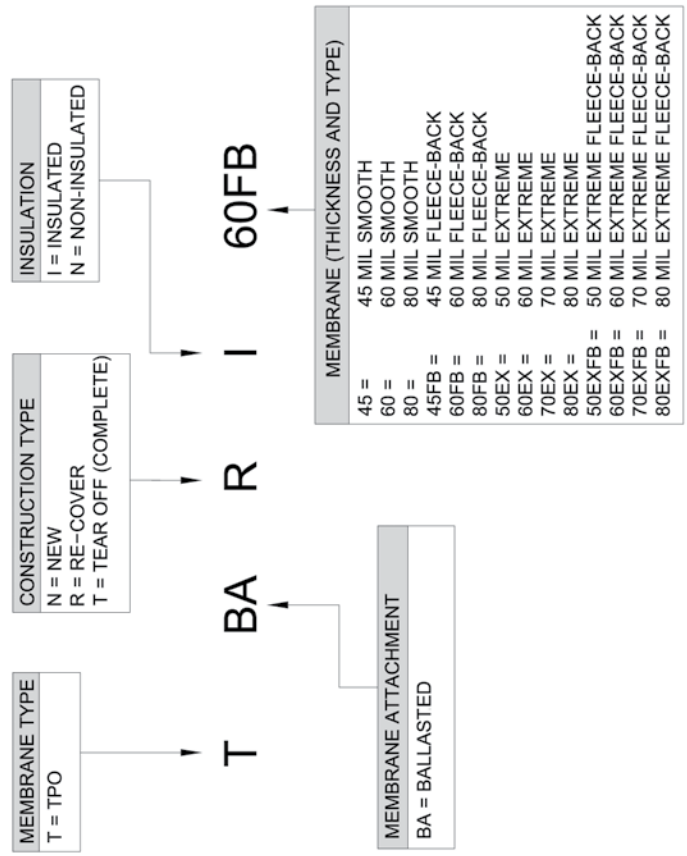 MEMBRANE TYPE
T = TPO
CONSTRUCTION TYPE
N = NEW
R = RE-COVER
T = TEAR OFF (COMPLETE)
INSULATION
I = INSULATED
N = NON-INSULATED
T BA R I 60FB
MEMBRANE ATTACHMENT
BA = BALLASTED
MEMBRANE (THICKNESS AND TYPE)
45 = 45 MIL SMOOTH
60 = 60 MIL SMOOTH
80 = 80 MIL SMOOTH
45FB = 45 MIL FLEECE-BACK
60FB = 60 MIL FLEECE-BACK
80FB = 80 MIL FLEECE-BACK
50EX = 50 MIL EXTREME
60EX = 60 MIL EXTREME
70EX = 70 MIL EXTREME
80EX = 80 MIL EXTREME
50EXFB = 50 MIL EXTREME FLEECE-BACK
60EXFB = 60 MIL EXTREME FLEECE-BACK
70EXFB = 70 MIL EXTREME FLEECE-BACK
80EXFB = 80 MIL EXTREME FLEECE-BACK